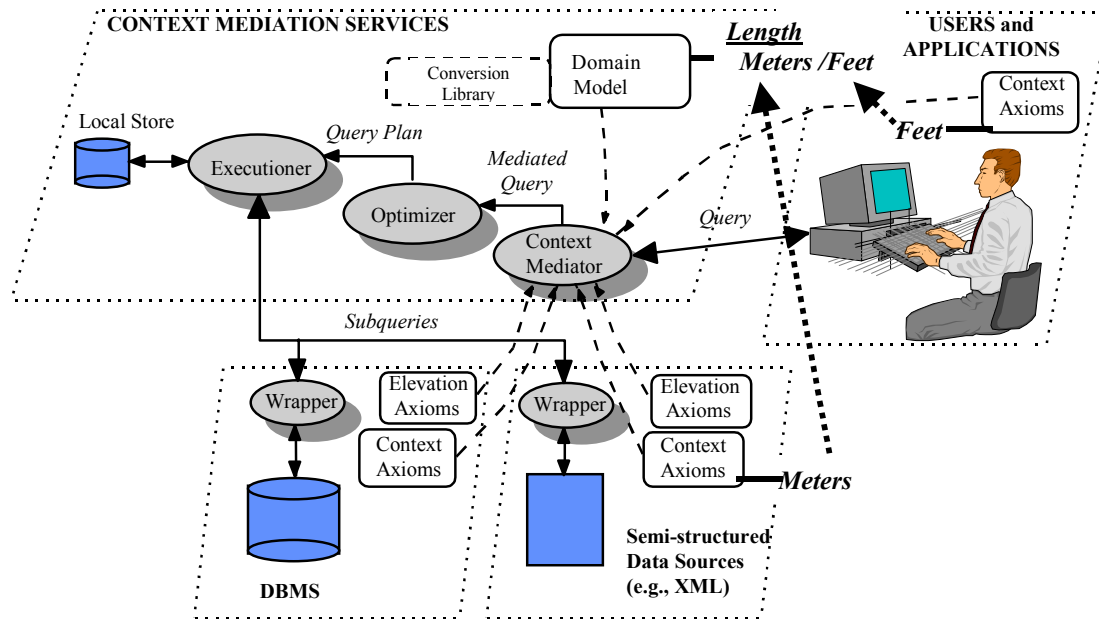 CONTEXT MEDIATION SERVICES
USERS and
APPLICATIONS
Length
Meters /Feet
Domain
Model
Conversion
Library
Context
Axioms
Feet
Local Store
Query Plan
Executioner
Mediated
Query
Optimizer
Query
Context
Mediator
Subqueries
Wrapper
Elevation
Axioms
Context
Axioms
DBMS
Wrapper
Elevation
Axioms
Context
Axioms
Meters
Semi-structured
Data Sources
(e.g., XML)